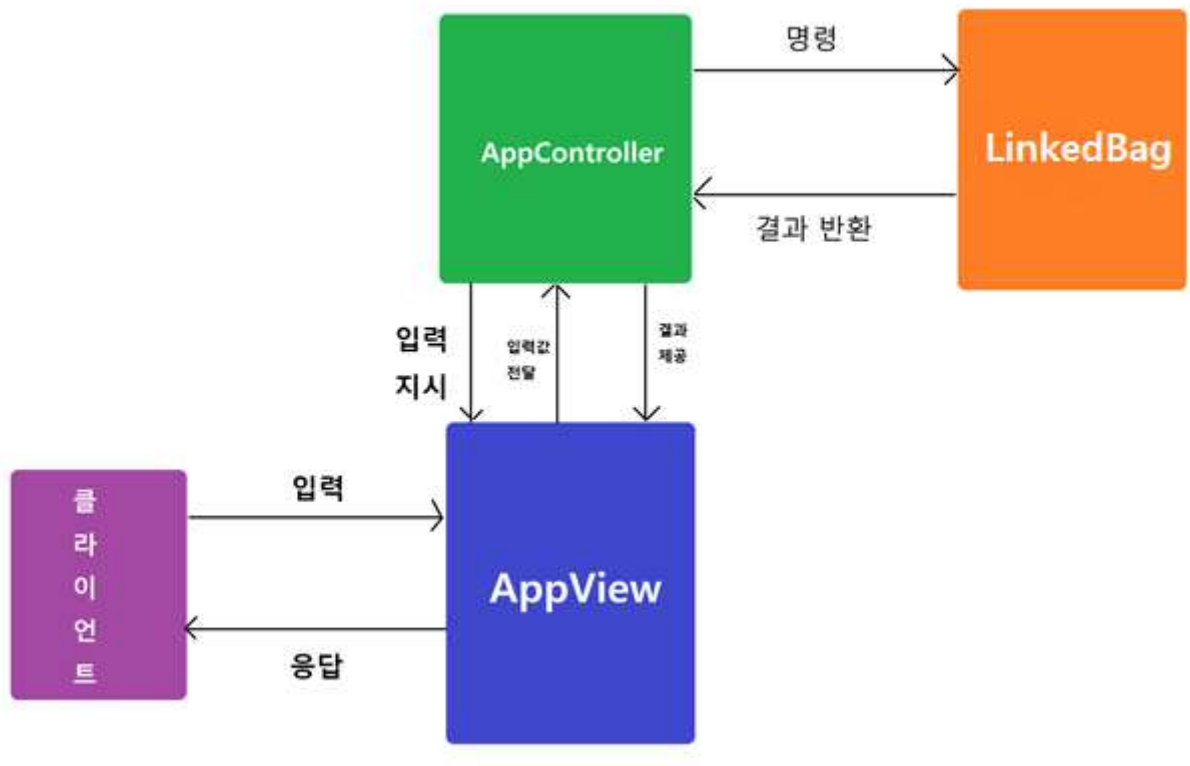 명령
AppController
LinkedBag
결과 반환
입력
지시
입력값
전달
결과
제공
클
라
이
언
트
입력
AppView
응답